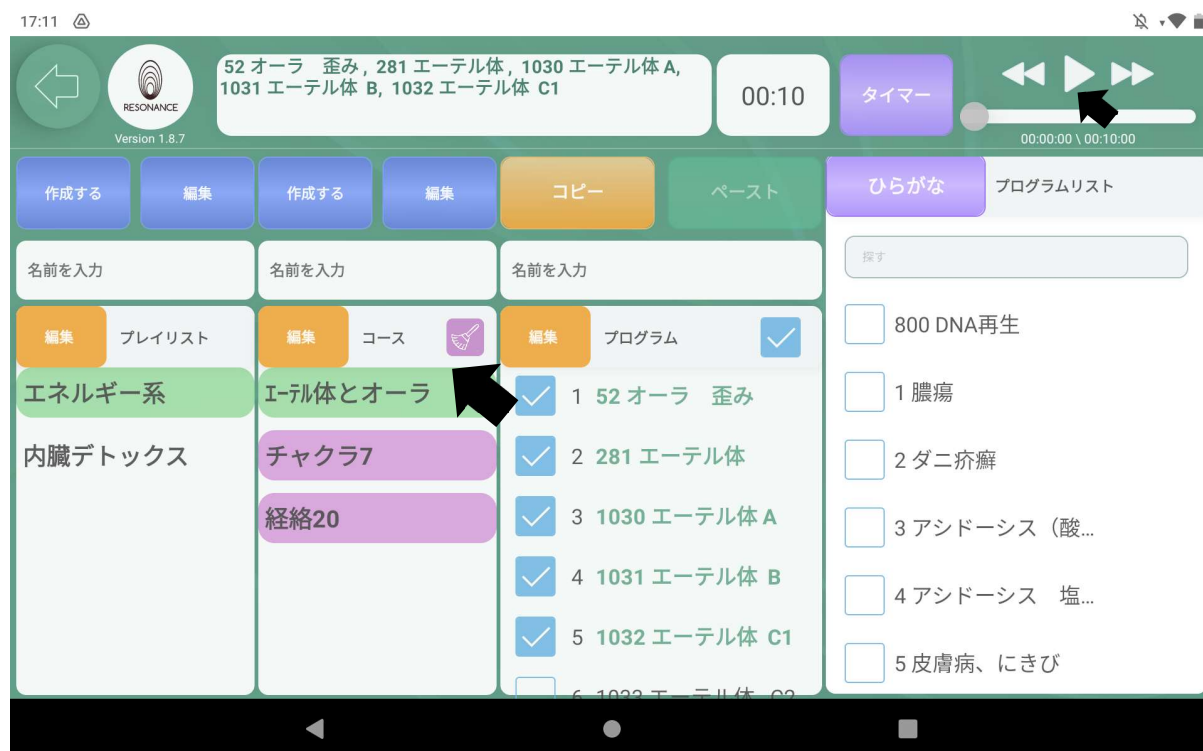 17:11
52 オーラ　歪み , 281 エーテル体 , 1030 エーテル体 A,
1031 エーテル体 B, 1032 エーテル体 C1
RESONANCE
Version 1.8.7
00:10
タイマー
00:00:00 \ 00:10:00
作成する
編集
作成する
編集
コピー
ペースト
ひらがな
プログラムリスト
名前を入力
名前を入力
名前を入力
探す
編集
プレイリスト
編集
コース
編集
プログラム
エネルギー系
内臓デトックス
ｴｰﾃﾙ体とオーラ
チャクラ7
経絡20
1 52 オーラ　歪み
2 281 エーテル体
3 1030 エーテル体 A
4 1031 エーテル体 B
5 1032 エーテル体 C1
6 1033 エーテル体 C2
800 DNA再生
1 膿瘍
2 ダニ疥癬
3 アシドーシス（酸...
4 アシドーシス　塩...
5 皮膚病、にきび